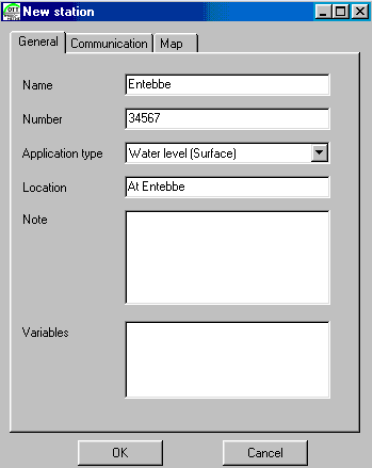 OTT
New station
General Communication Map
Name Entebbe
Number 34567
Application type Water level (Surface)
Location At Entebbe
Note
Variables
OK Cancel